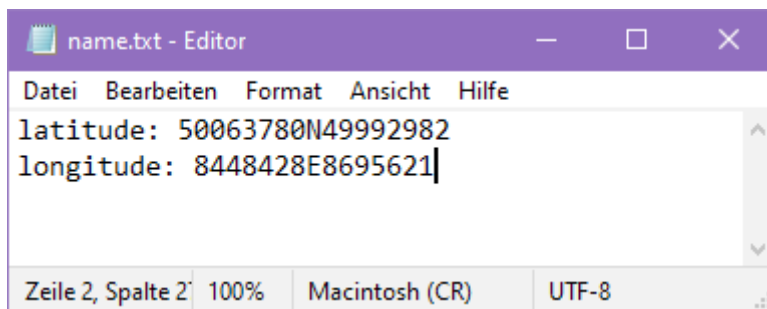 name.txt - Editor
Datei Bearbeiten Format Ansicht Hilfe
latitude: 50063780N49992982
longitude: 8448428E8695621
Zeile 2, Spalte 2 100% Macintosh (CR) UTF-8